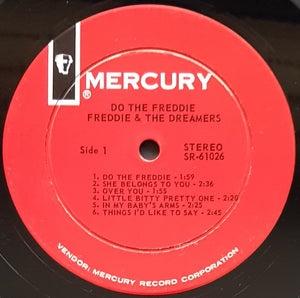 ® MERCURY
DO THE FREDDIE
FREDDIE & THE DREAMERS
Side 1
STEREO
SR-61026
1. DO THE FREDDIE - 1:59
2. SHE BELONGS TO YOU - 2:36
3. OVER YOU - 1:55
4. LITTLE BITTY PRETTY ONE - 2:20
5. IN MY BABY'S ARMS - 2:25
6. THINGS I'D LIKE TO SAY - 2:45
VENDOR: MERCURY RECORD CORPORATION